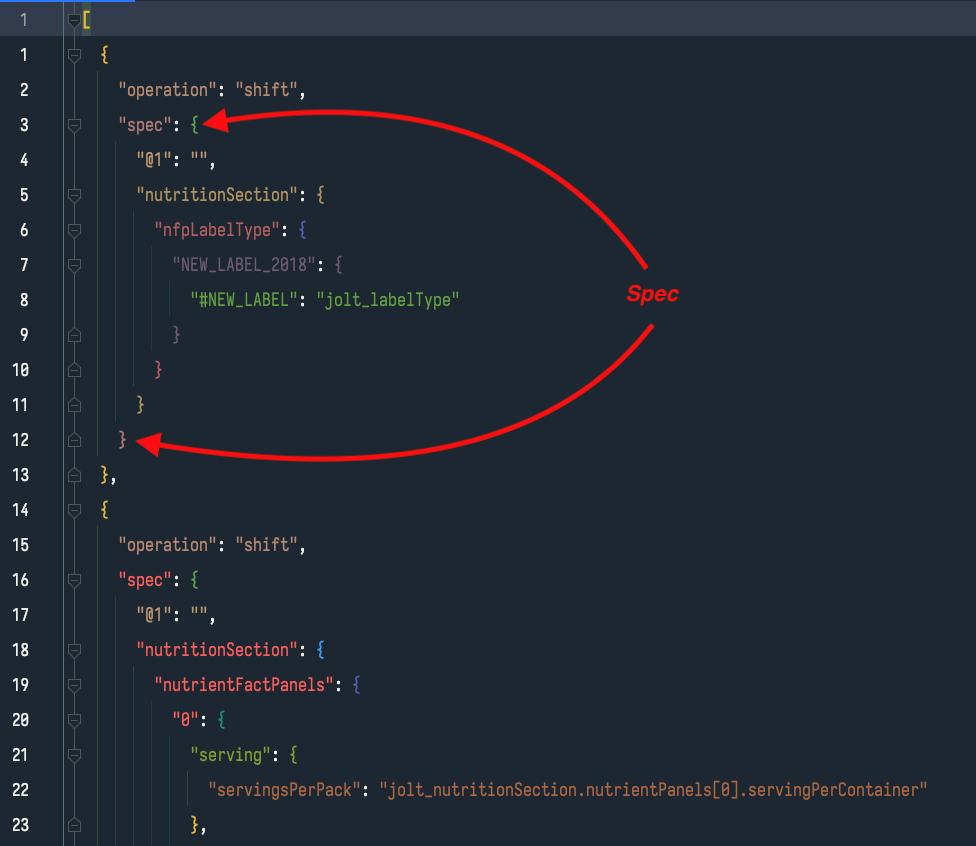 1 [
1 {
2 "operation": "shift",
3 "spec": {
4 "@1": "",
5 "nutritionSection": {
6 "nfpLabelType": {
7 "NEW_LABEL_2018": {
8 "#NEW_LABEL": "jolt_labelType"
Spec
9 }
10 }
11 }
12 }
13 },
14 {
15 "operation": "shift",
16 "spec": {
17 "@1": "",
18 "nutritionSection": {
19 "nutrientFactPanels": {
20 "0": {
21 "serving": {
22 "servingsPerPack": "jolt_nutritionSection.nutrientPanels[0].servingPerContainer"
23 },